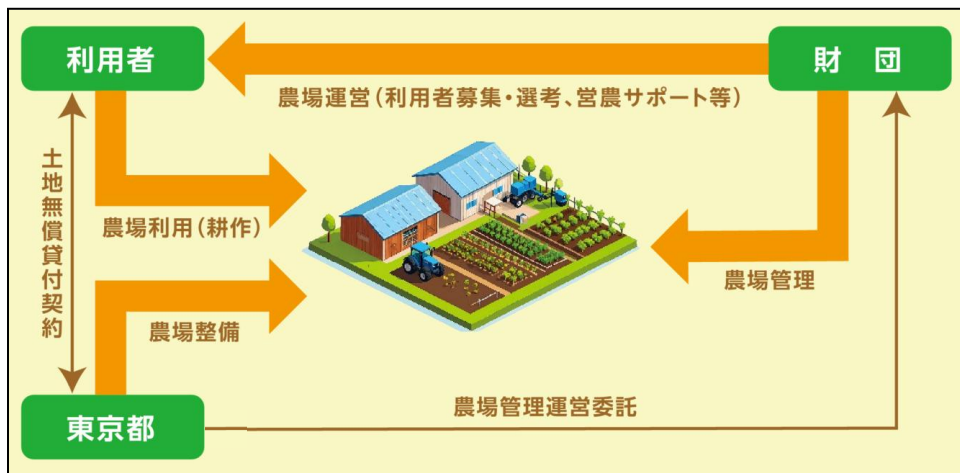 利用者
財団
農場運営（利用者募集・選考、営農サポート等）
土地無償貸付契約
農場利用（耕作）
農場管理
農場整備
東京都
農場管理運営委託